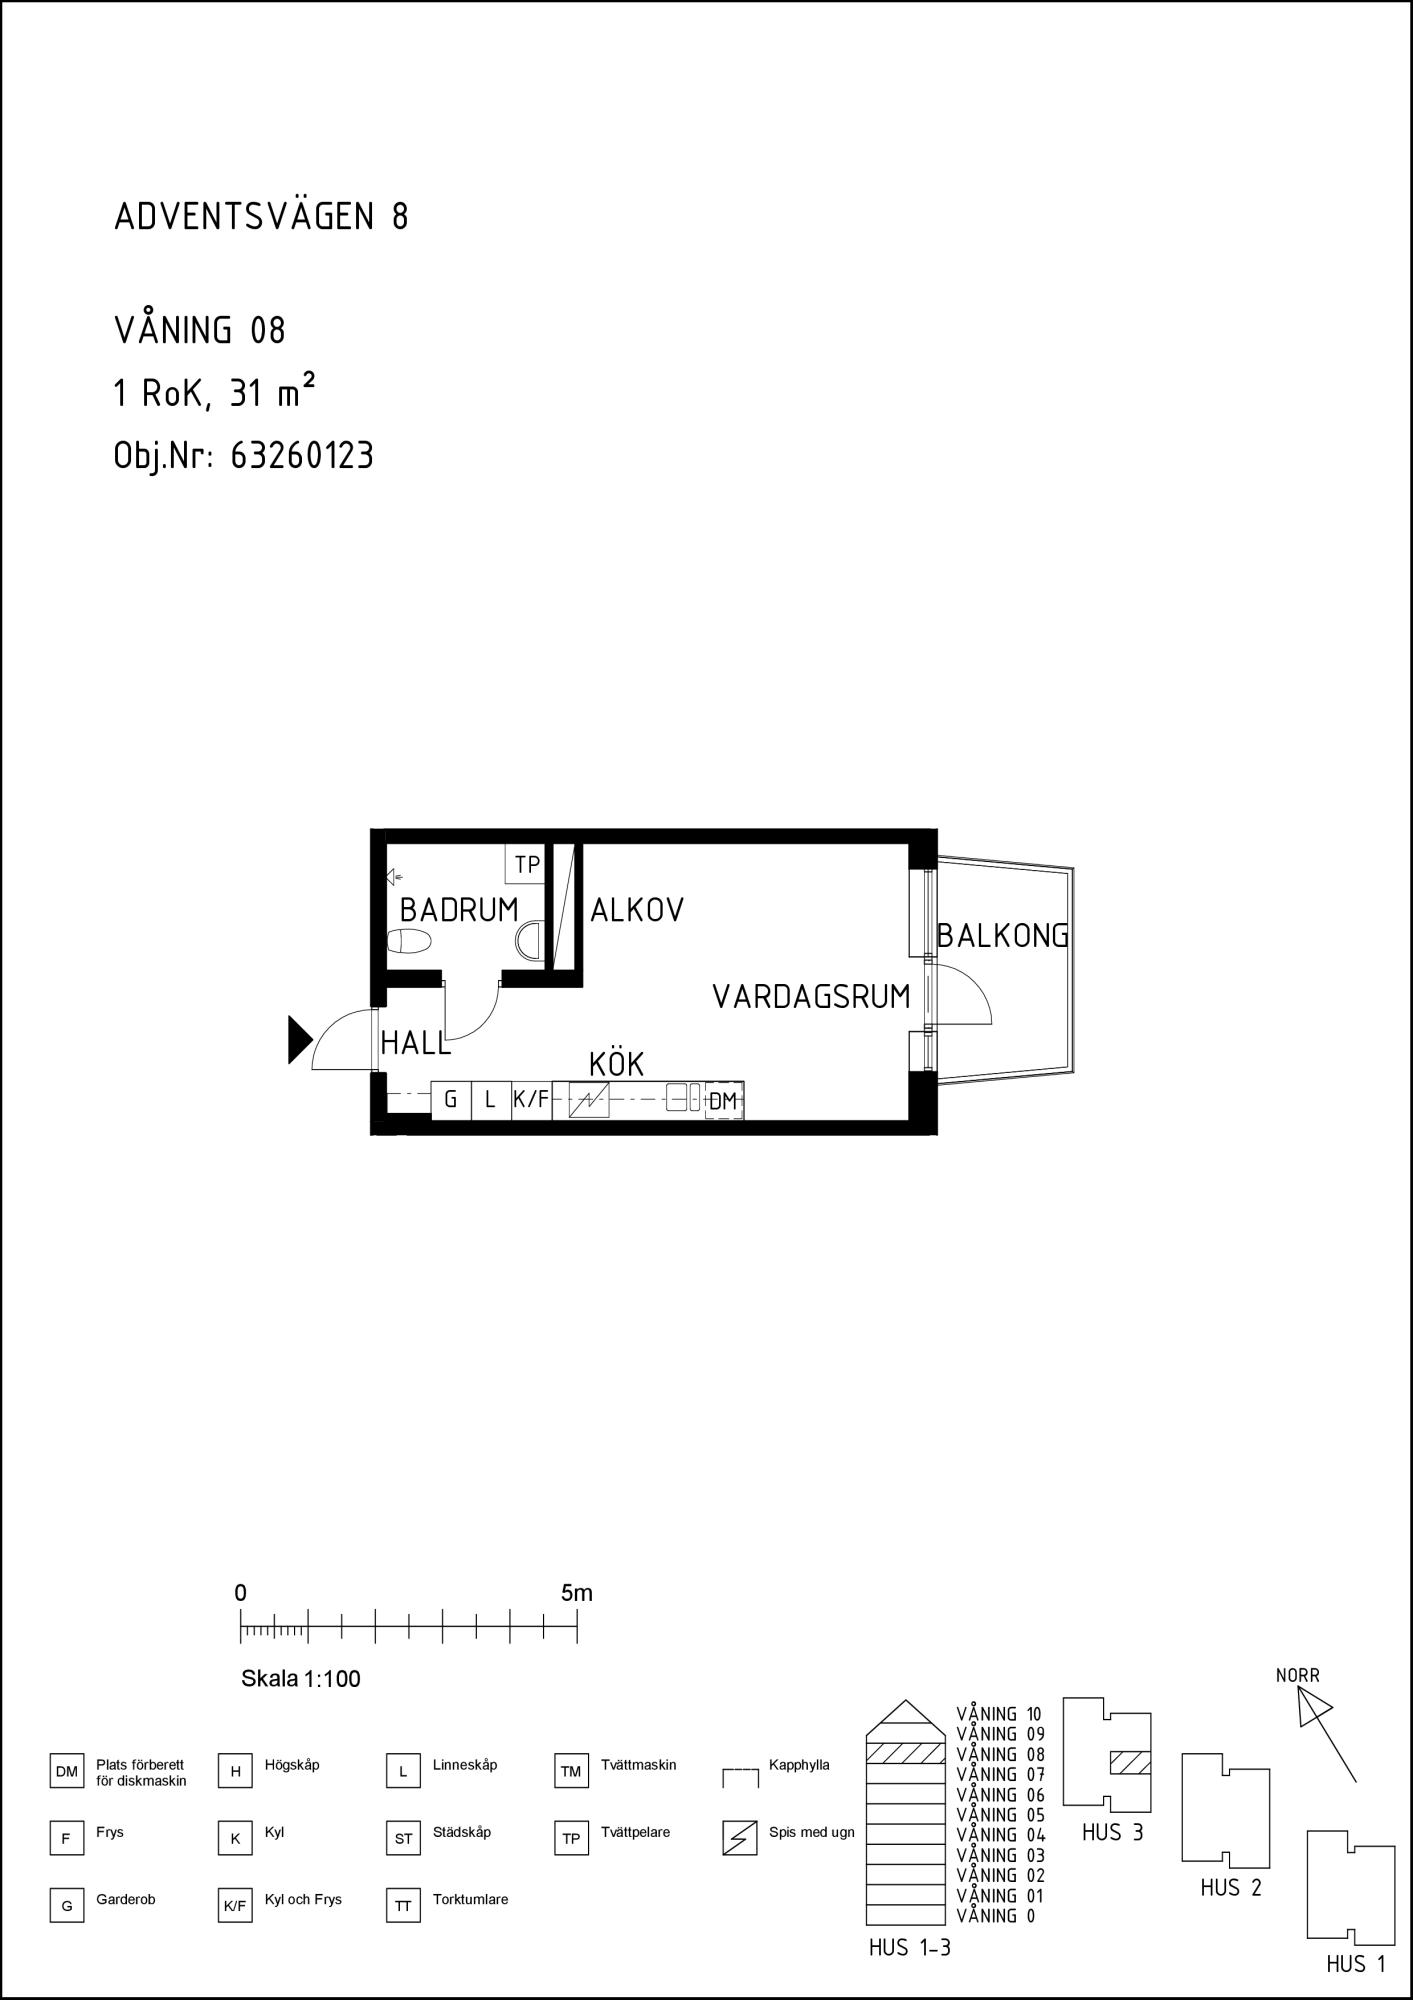 ADVENTSVÄGEN 8
VÅNING 08
1 RoK, 31 m²
Obj.Nr: 63260123
TP
BADRUM
ALKOV
BALKONG
VARDAGSRUM
HALL
KÖK
G
L
K/F
DM
0
5m
Skala 1:100
NORR
VÅNING 10
VÅNING 09
VÅNING 08
VÅNING 07
VÅNING 06
VÅNING 05
VÅNING 04
VÅNING 03
VÅNING 02
VÅNING 01
VÅNING 0
HUS 1-3
HUS 3
HUS 2
HUS 1
DM
Plats förberett
för diskmaskin
H
Högskåp
L
Linneskåp
TM
Tvättmaskin
Kapphylla
F
Frys
K
Kyl
ST
Städskåp
TP
Tvättpelare
Spis med ugn
G
Garderob
K/F
Kyl och Frys
TT
Torktumlare